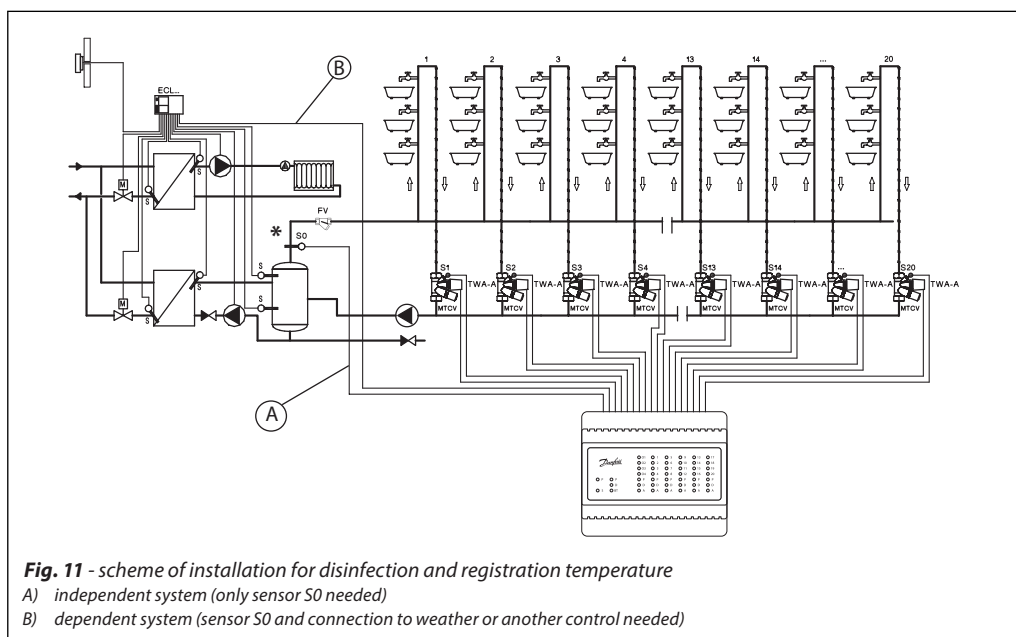 1 2 3 4 13 14 ... 20
B
ECL...
M
S
S
FV
* S0
S
S
M
S
S1 S2 S3 S4 S13 S14 ... S20
TWA-A TWA-A TWA-A TWA-A TWA-A TWA-A TWA-A TWA-A
MTCV MTCV MTCV MTCV MTCV MTCV MTCV MTCV
A
Danfoss
Fig. 11 - scheme of installation for disinfection and registration temperature
A) independent system (only sensor S0 needed)
B) dependent system (sensor S0 and connection to weather or another control needed)